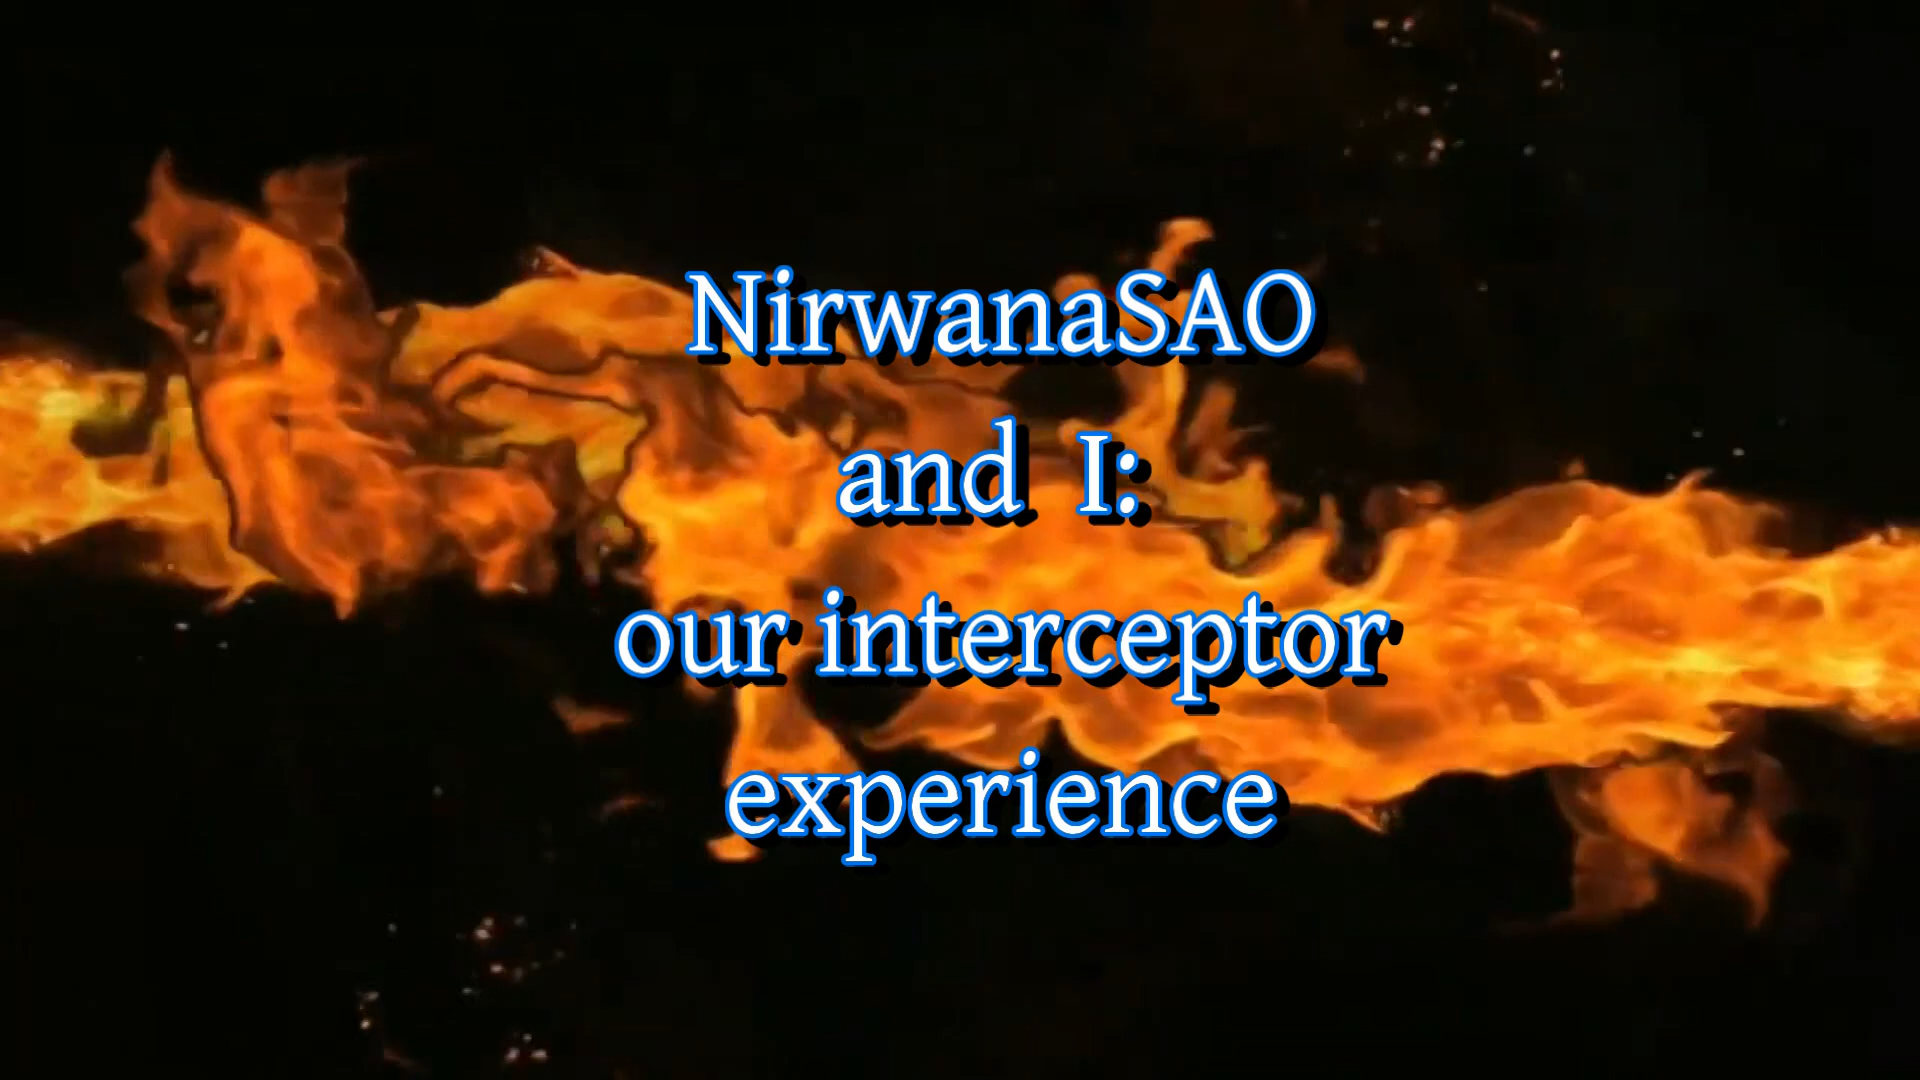 NirwanaSAO
and I:
our interceptor
experience